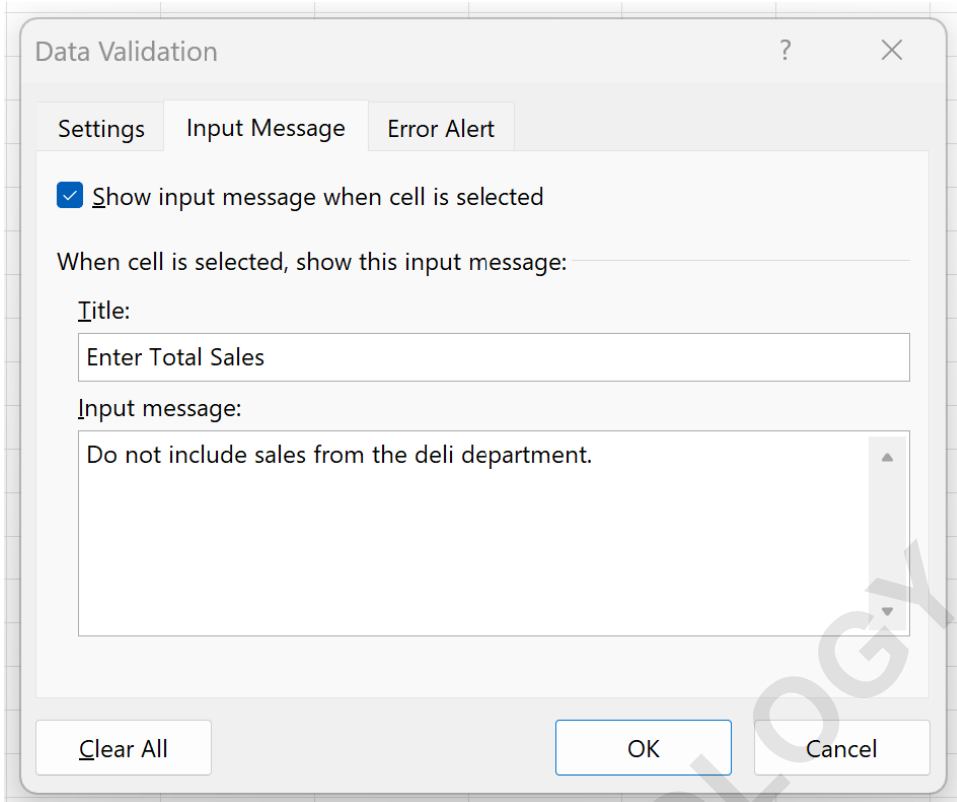 Data Validation ?
Settings Input Message Error Alert
Show input message when cell is selected
When cell is selected, show this input message:
Title:
Enter Total Sales
Input message:
Do not include sales from the deli department.
Clear All OK Cancel
OLOGY